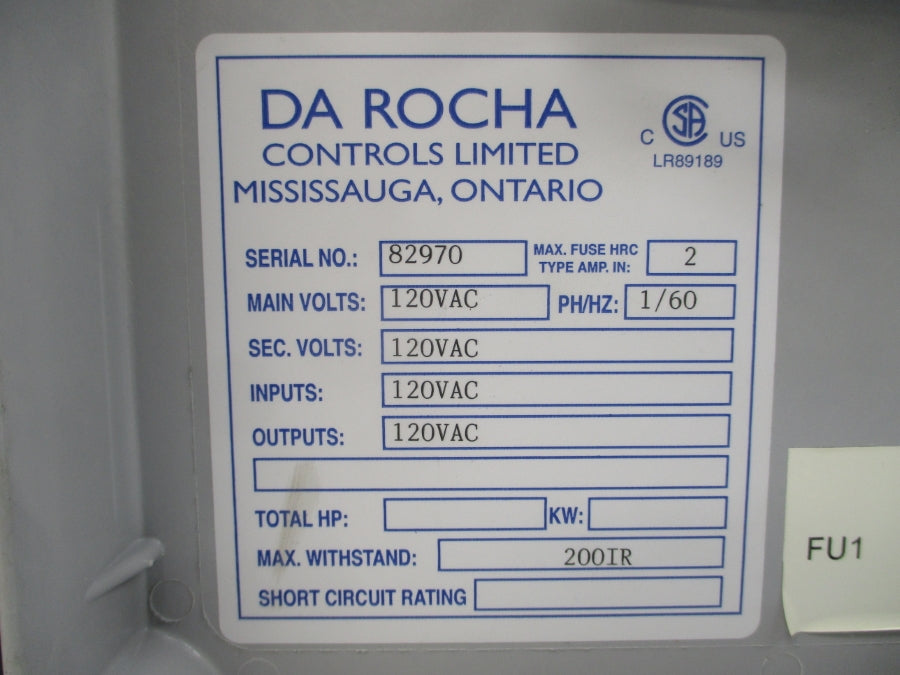 DA ROCHA
CONTROLS LIMITED
MISSISSAUGA, ONTARIO
C SA US
LR89189
SERIAL NO.: 82970 MAX. FUSE HRC TYPE AMP. IN: 2
MAIN VOLTS: 120VAC PH/HZ: 1/60
SEC. VOLTS: 120VAC
INPUTS: 120VAC
OUTPUTS: 120VAC
TOTAL HP: KW:
MAX. WITHSTAND: 200IR
SHORT CIRCUIT RATING
FU1